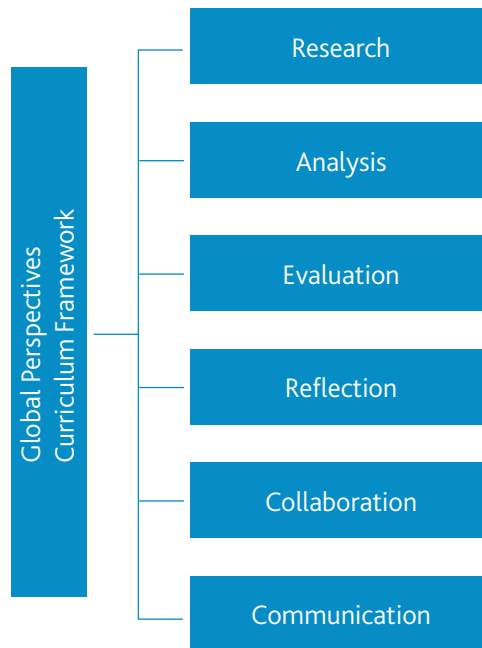 Global Perspectives
Curriculum Framework
Research
Analysis
Evaluation
Reflection
Collaboration
Communication